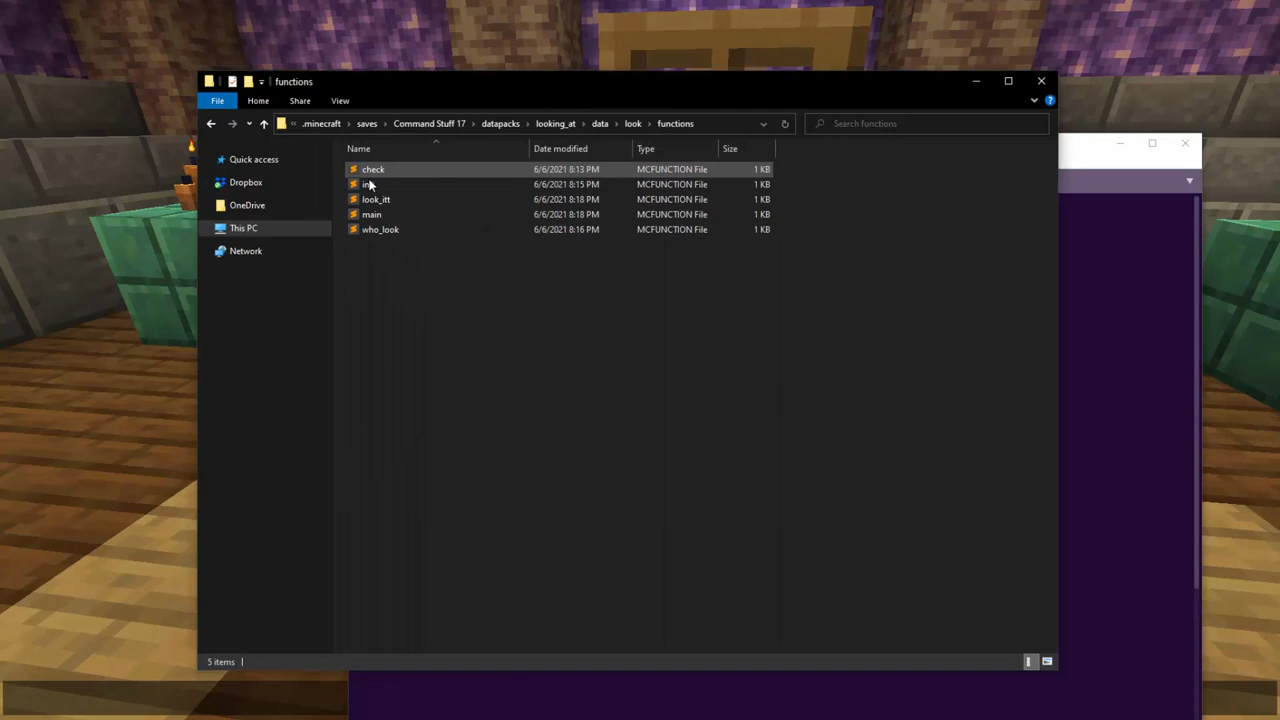 functions
File Home Share View
« .minecraft > saves > Command Stuff 17 > datapacks > looking_at > data > look > functions
Search functions
Name Date modified Type Size
Quick access
Dropbox
OneDrive
This PC
Network
check 6/6/2021 8:13 PM MCFUNCTION File 1 KB
6/6/2021 8:15 PM MCFUNCTION File 1 KB
look_itt 6/6/2021 8:18 PM MCFUNCTION File 1 KB
main 6/6/2021 8:18 PM MCFUNCTION File 1 KB
who_look 6/6/2021 8:16 PM MCFUNCTION File 1 KB
5 items